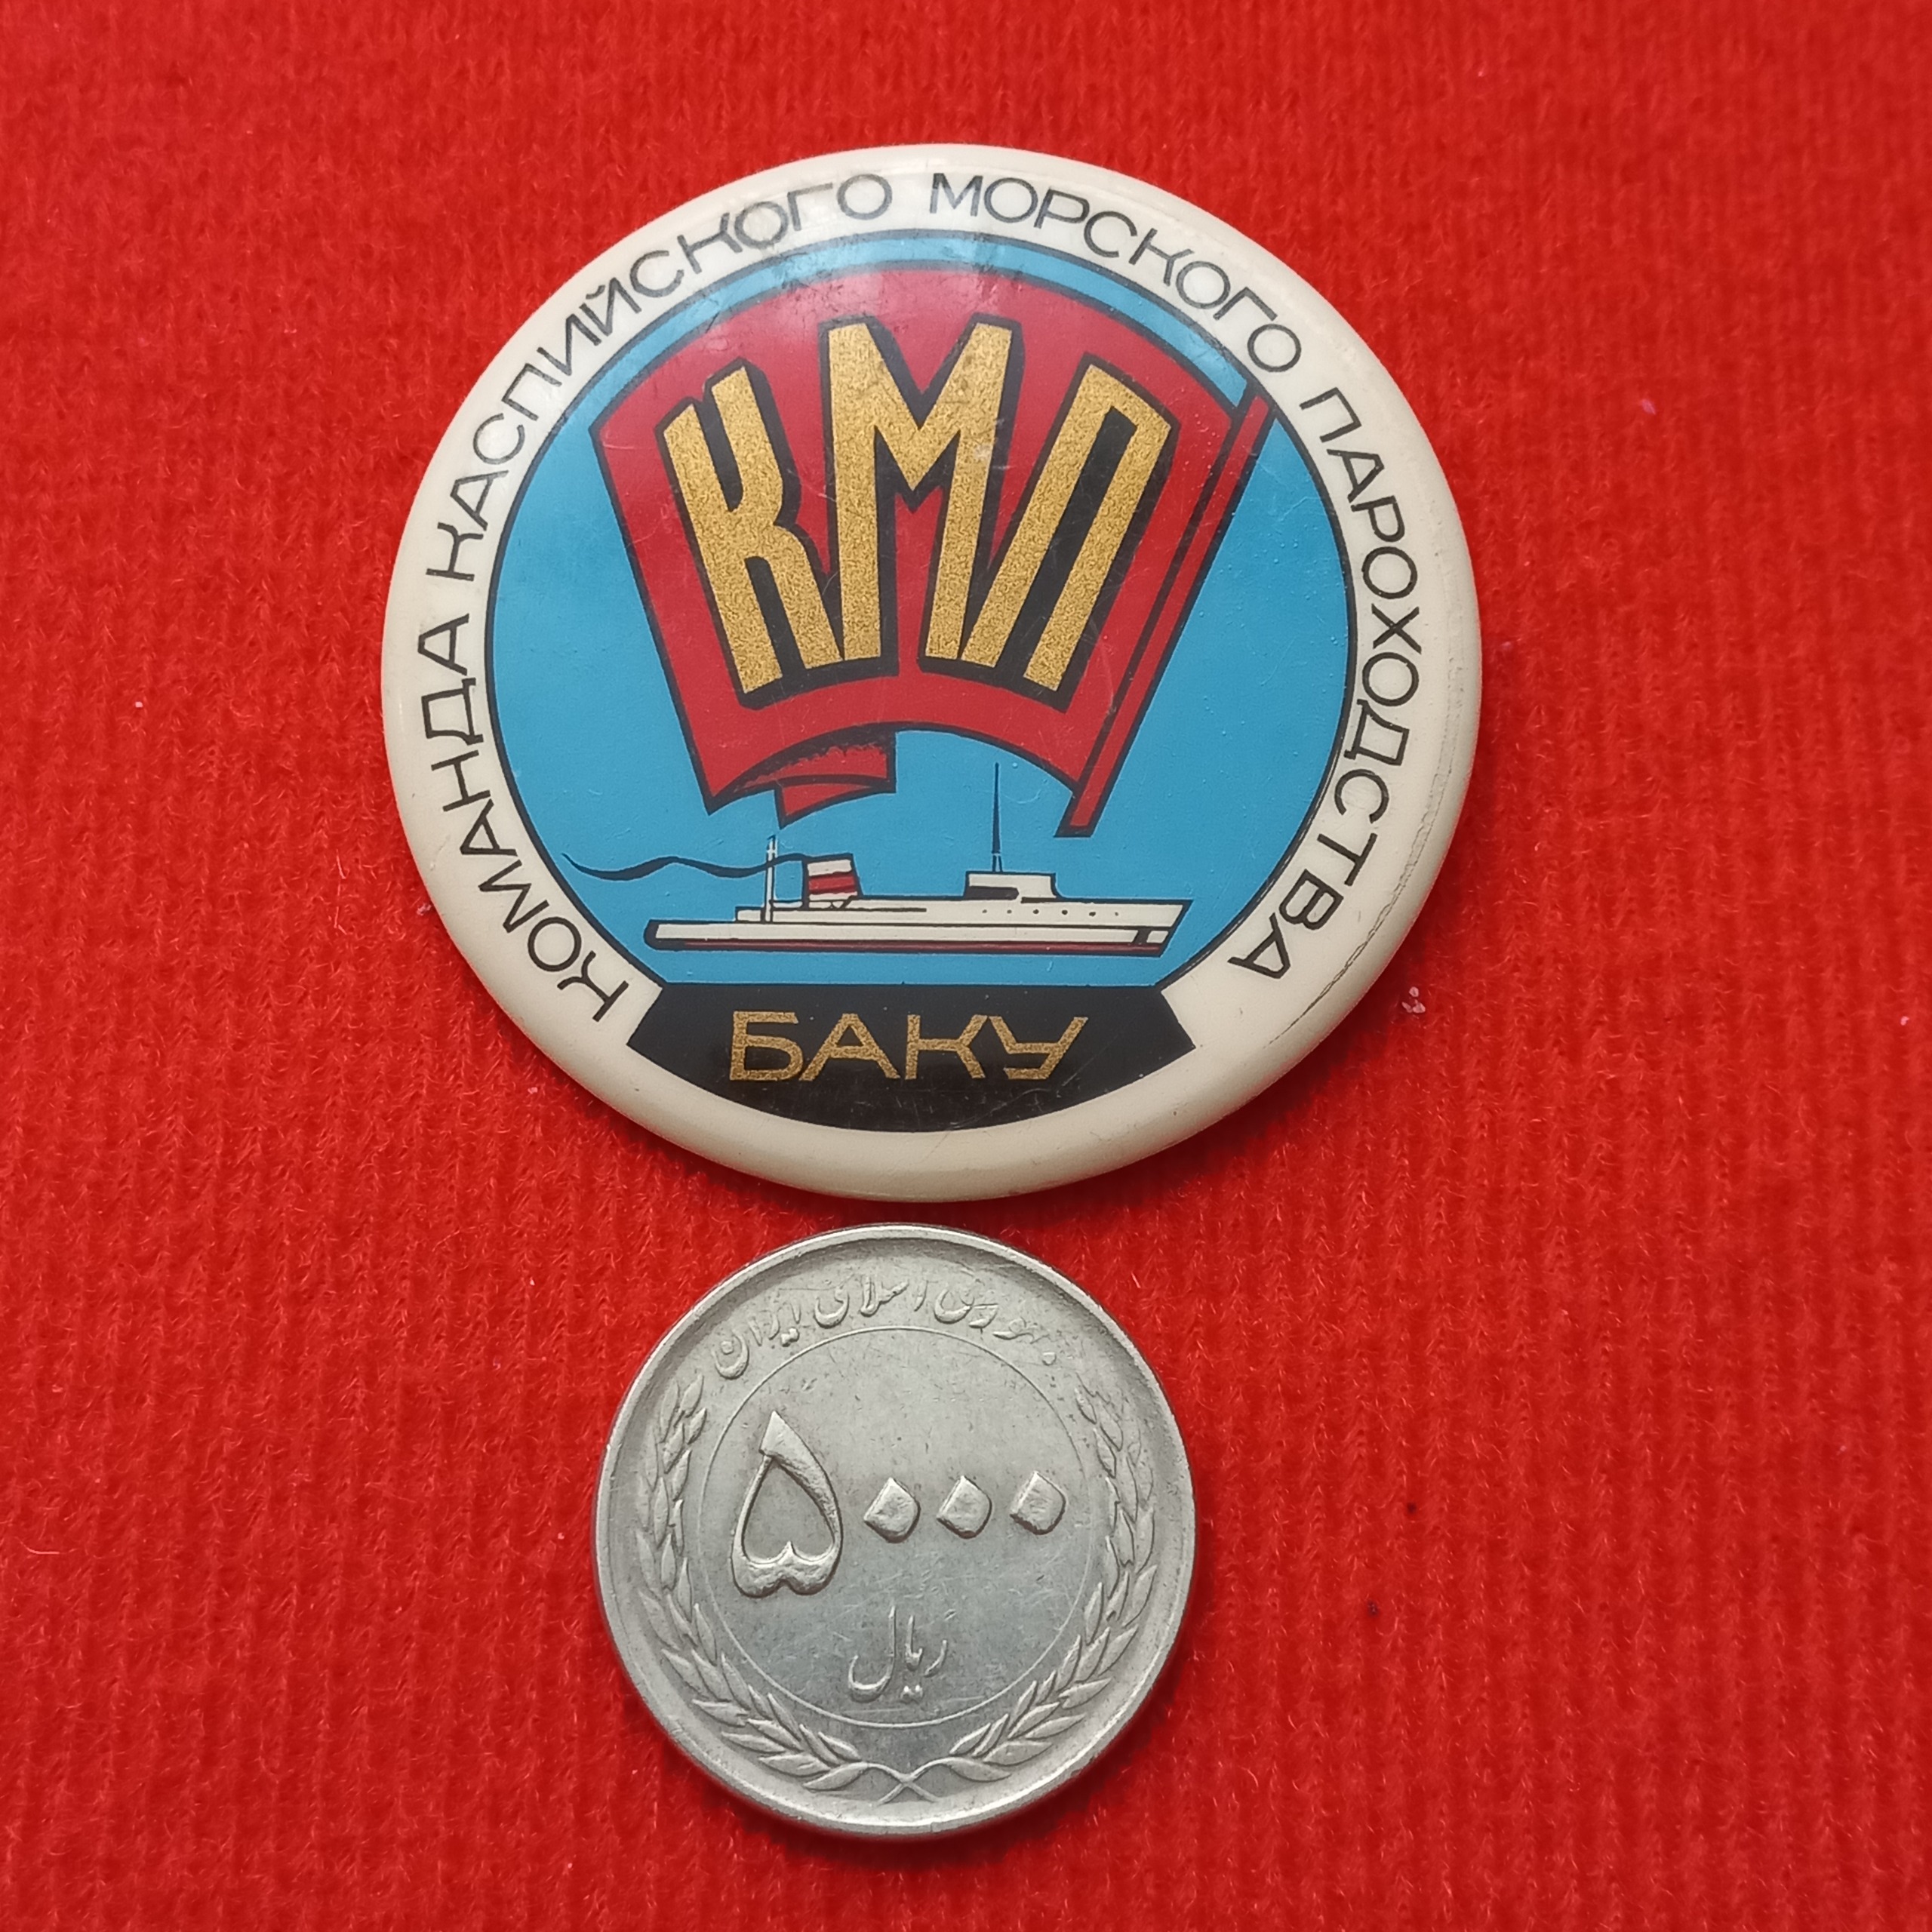 КОМАНДА КАСПИЙСКОГО МОРСКОГО ПАРОХОДСТВА
КМП
БАКУ
جمهوری اسلامی ایران
۵۰۰۰
ریال